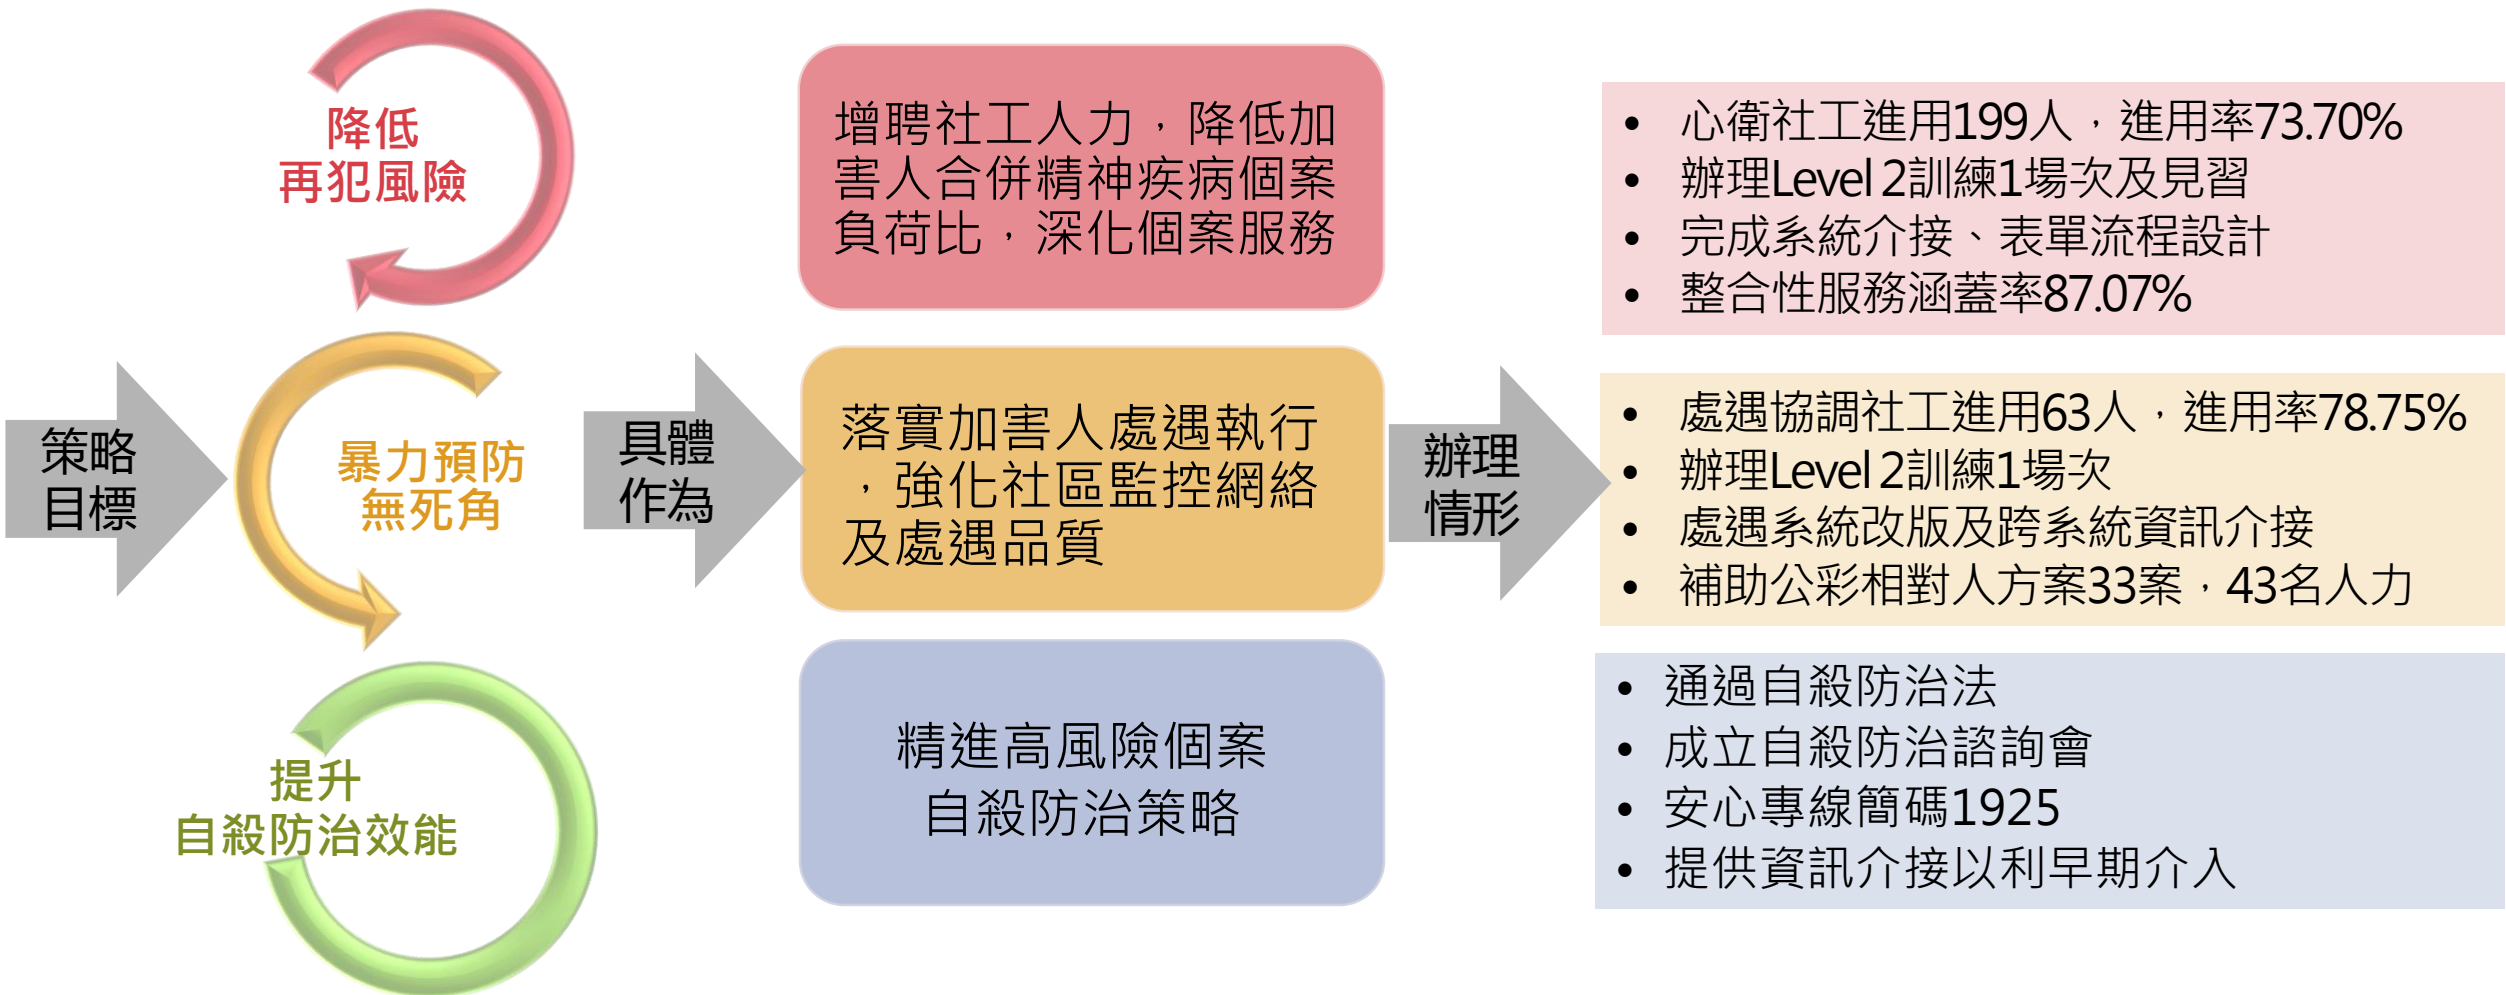 策略
目標
降低
再犯風險
暴力預防
無死角
提升
自殺防治效能
具體
作為
增聘社工人力，降低加
害人合併精神疾病個案
負荷比，深化個案服務
落實加害人處遇執行
，強化社區監控網絡
及處遇品質
精進高風險個案
自殺防治策略
辦理
情形
• 心衛社工進用199人，進用率73.70%
• 辦理Level 2訓練1場次及見習
• 完成系統介接、表單流程設計
• 整合性服務涵蓋率87.07%
• 處遇協調社工進用63人，進用率78.75%
• 辦理Level 2訓練1場次
• 處遇系統改版及跨系統資訊介接
• 補助公彩相對人方案33案，43名人力
• 通過自殺防治法
• 成立自殺防治諮詢會
• 安心專線簡碼1925
• 提供資訊介接以利早期介入